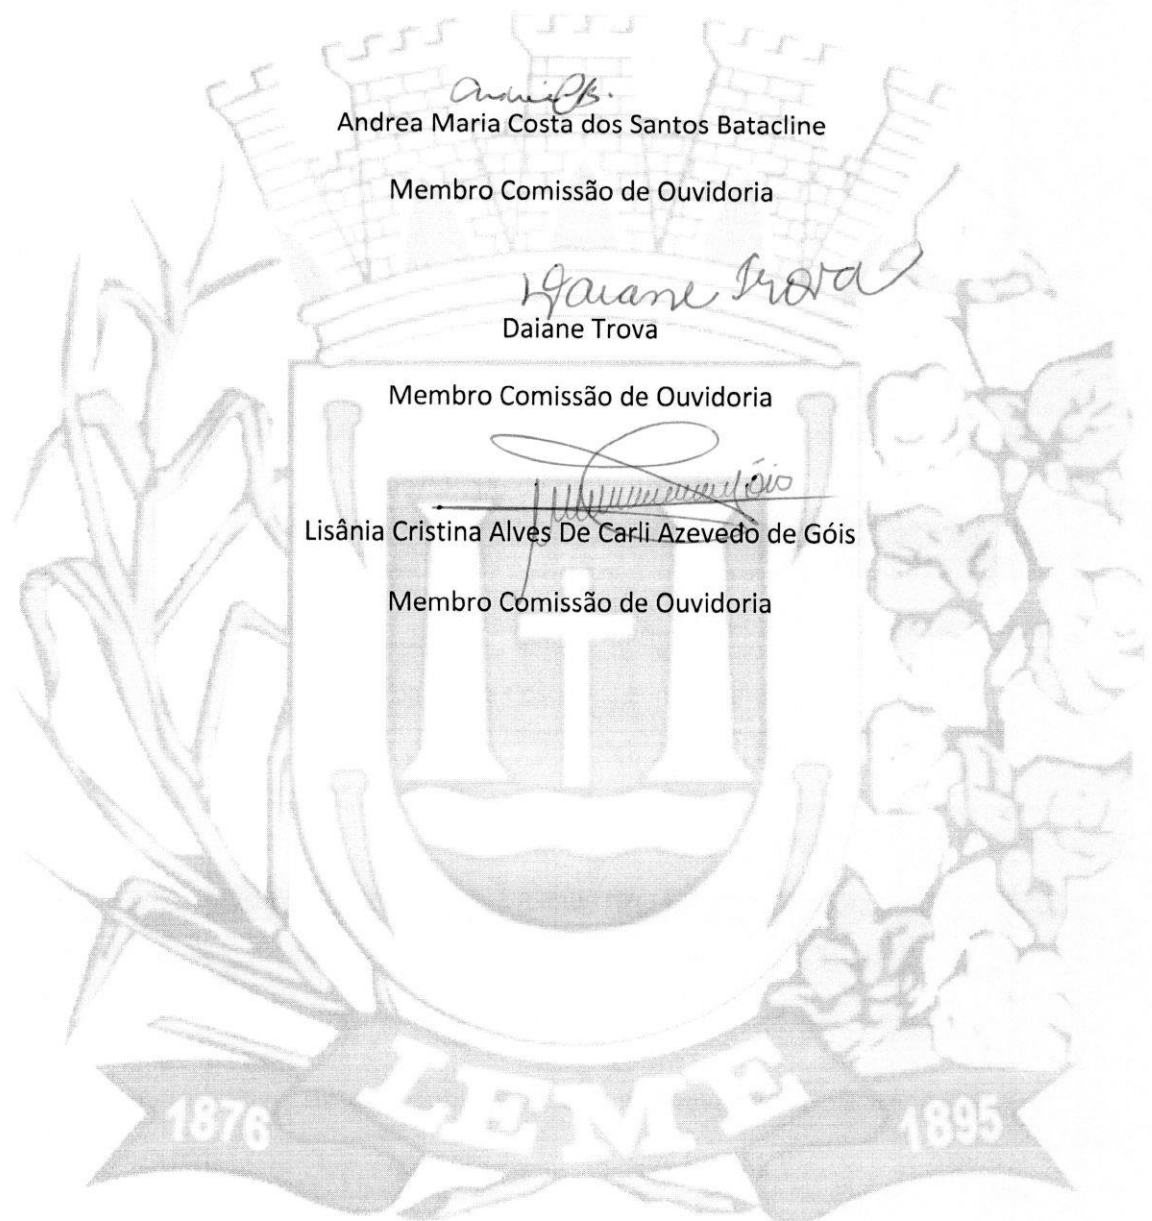 Andrea Maria Costa dos Santos Batacline
Membro Comissão de Ouvidoria
Daiane Trova
Daiane Trova
Membro Comissão de Ouvidoria
Lisânia Cristina Alves De Carli Azevedo de Góis
Membro Comissão de Ouvidoria
LEME
1876
1895